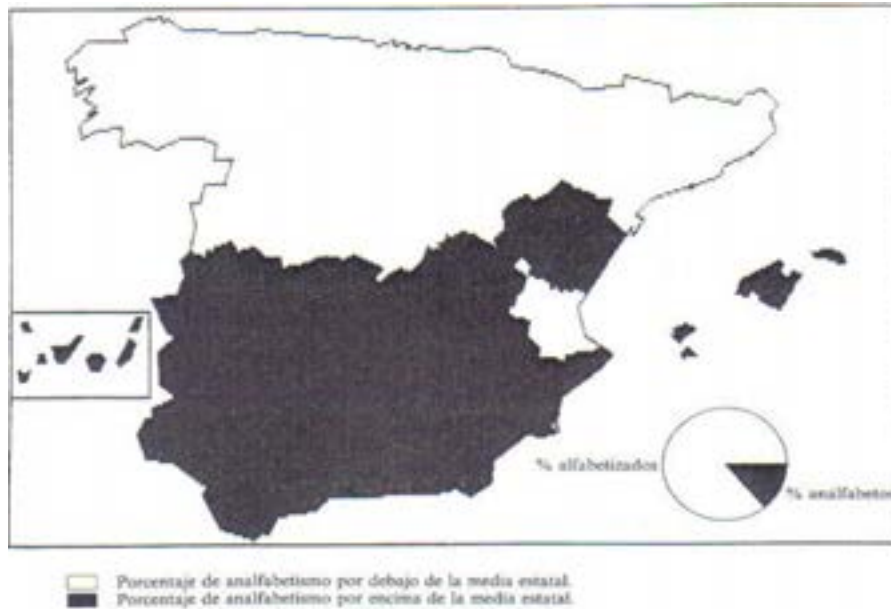 % alfabetizados
% analfabetos
Porcentaje de analfabetismo por debajo de la media estatal.
Porcentaje de analfabetismo por encima de la media estatal.